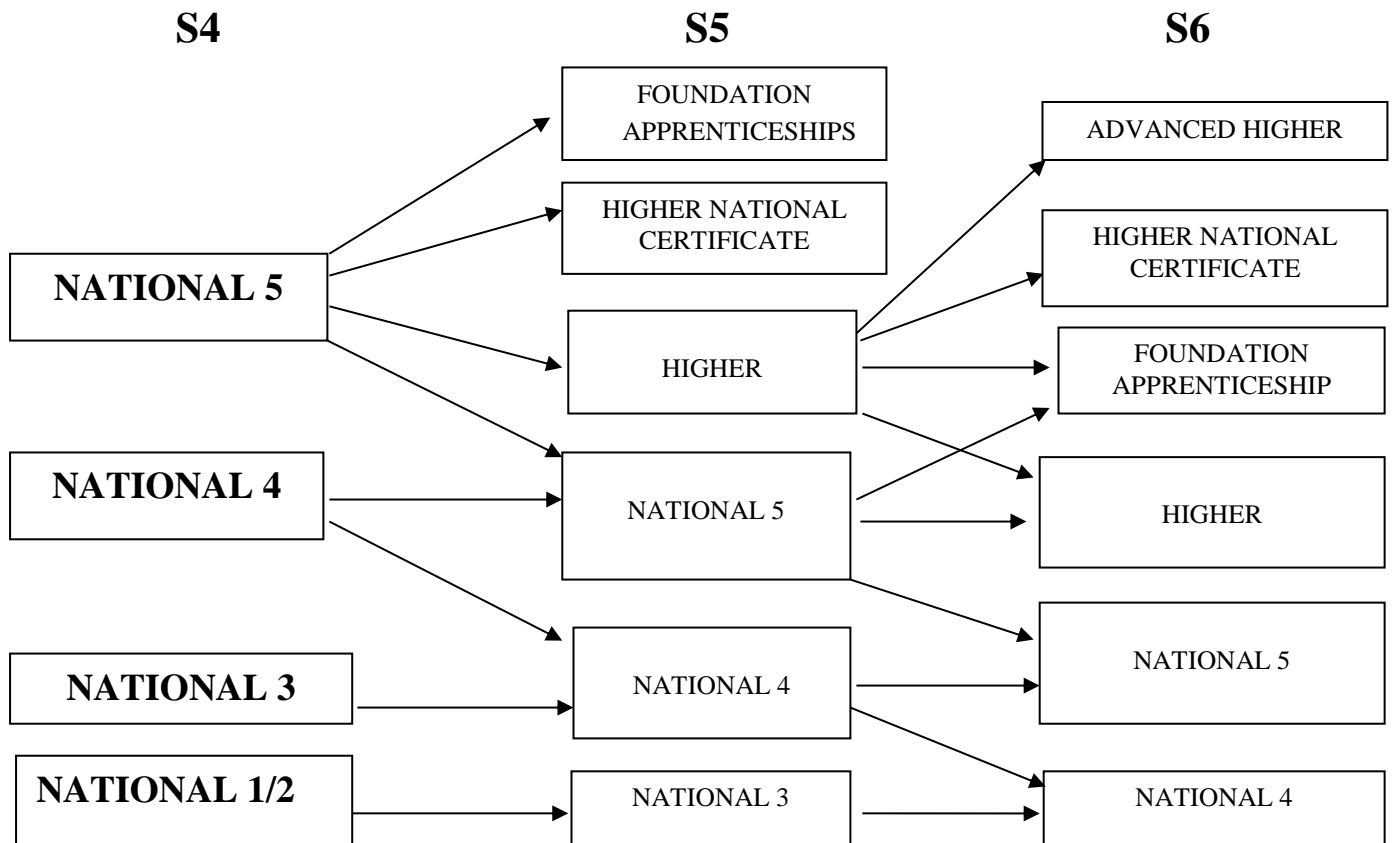 S4
S5
S6
NATIONAL 5
NATIONAL 4
NATIONAL 3
NATIONAL 1/2
FOUNDATION
APPRENTICESHIPS
HIGHER NATIONAL
CERTIFICATE
HIGHER
NATIONAL 5
NATIONAL 4
NATIONAL 3
ADVANCED HIGHER
HIGHER NATIONAL
CERTIFICATE
FOUNDATION
APPRENTICESHIP
HIGHER
NATIONAL 5
NATIONAL 4